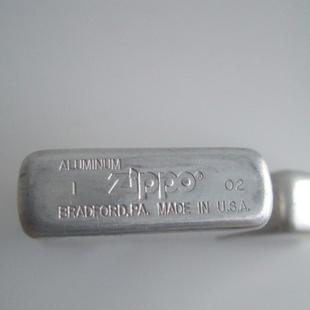 ALUMINUM
I Zippo® 02
BRADFORD, PA. MADE IN U.S.A.